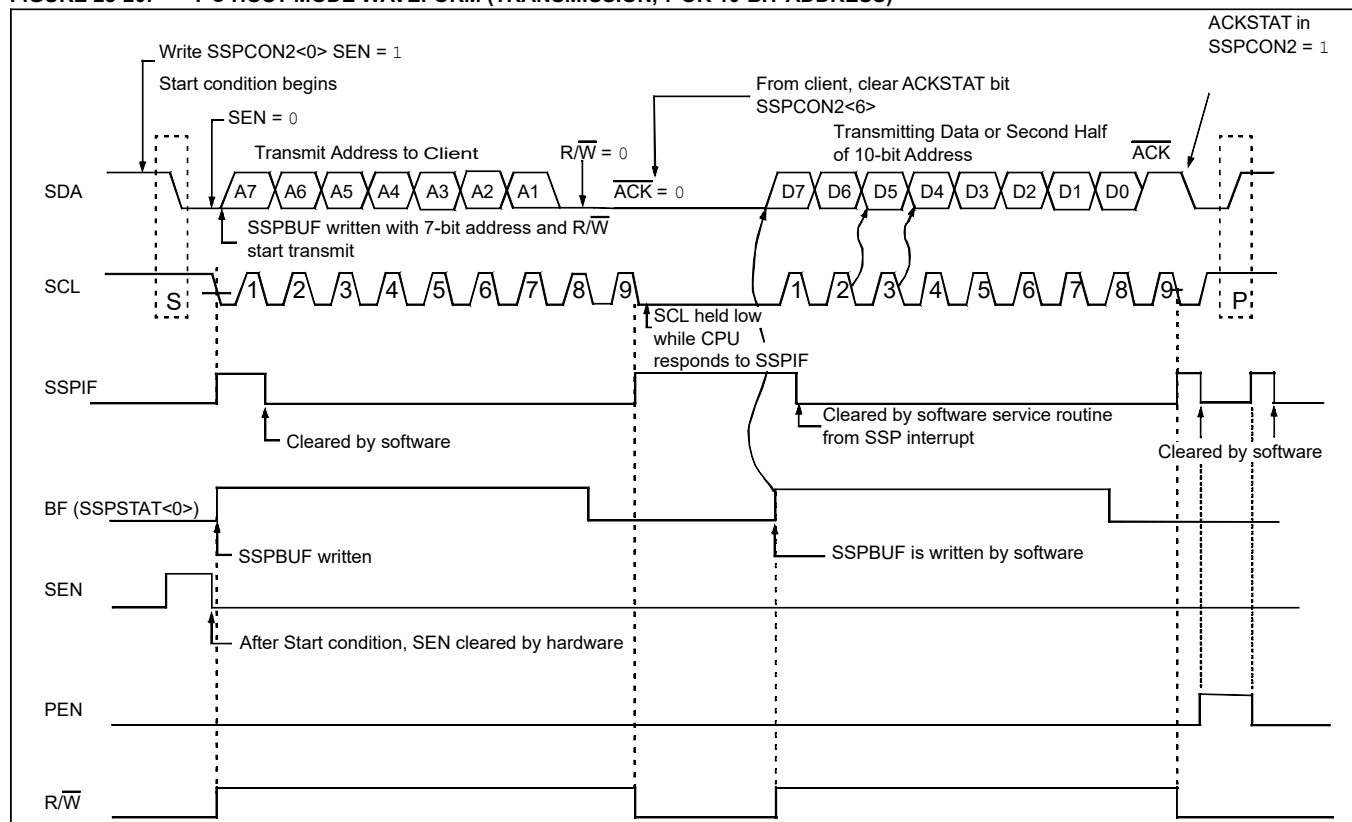 ACKSTAT in
SSPCON2 = 1
Write SSPCON2<0> SEN = 1
Start condition begins
From client, clear ACKSTAT bit
SSPCON2<6>
SEN = 0
Transmit Address to Client
R/W = 0
Transmitting Data or Second Half
of 10-bit Address
ACK
SDA
A7 A6 A5 A4 A3 A2 A1
ACK = 0
D7 D6 D5 D4 D3 D2 D1 D0
SSPBUF written with 7-bit address and R/W
start transmit
SCL
S
1 2 3 4 5 6 7 8 9
1 2 3 4 5 6 7 8 9
P
SCL held low
while CPU
responds to SSPIF
SSPIF
Cleared by software
Cleared by software service routine
from SSP interrupt
Cleared by software
BF (SSPSTAT<0>)
SSPBUF written
SSPBUF is written by software
SEN
After Start condition, SEN cleared by hardware
PEN
R/W